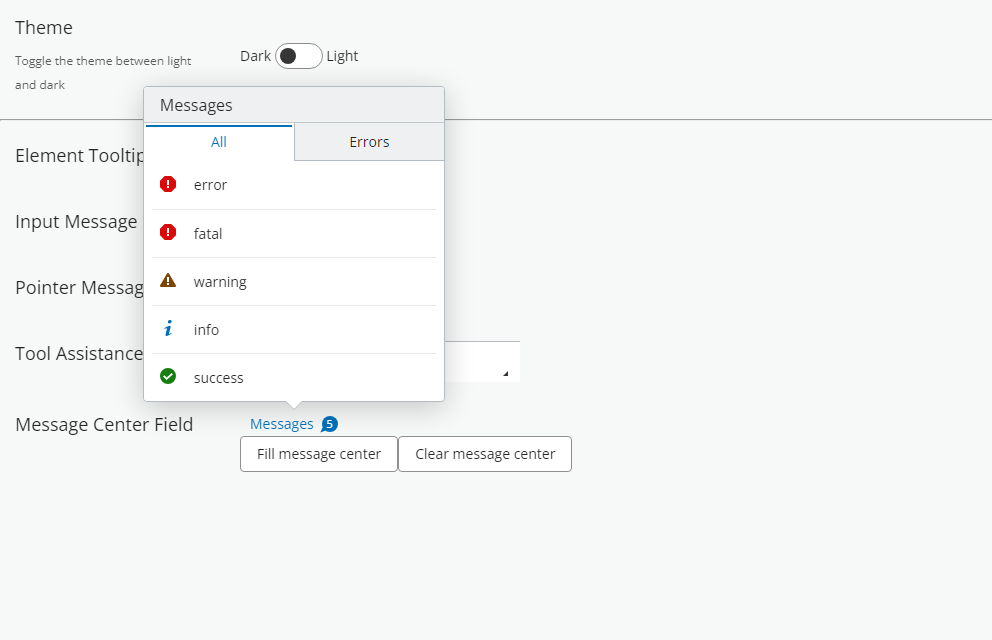 Theme
Toggle the theme between light
and dark
Dark Light
Messages
All Errors
error
fatal
warning
info
success
Element Tooltip
Input Message
Pointer Messag
Tool Assistance
Message Center Field
Messages 5
Fill message center Clear message center